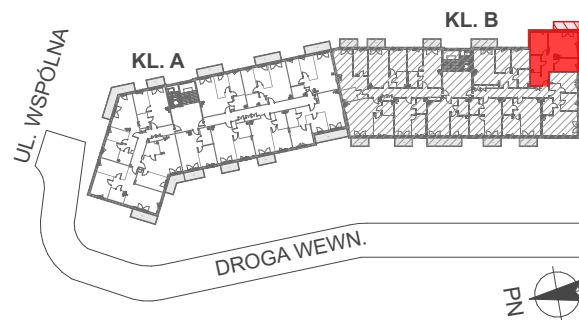 KL. B
KL. A
UL. WSPÓLNA
DROGA WEWN.
PN